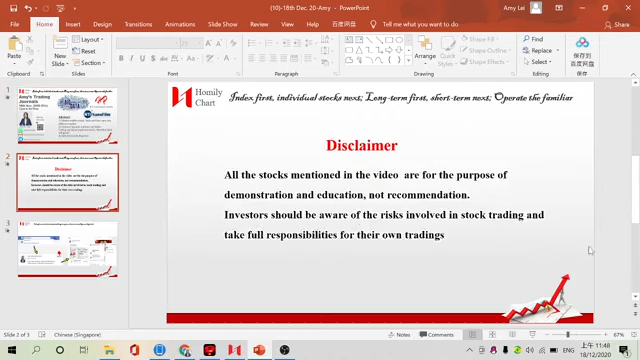 (10)-18th Dec. 20-Amy - PowerPoint
Amy Lei
File Home Insert Design Transitions Animations Slide Show Review View 百度网盘 Tell me what you want to do Share
Paste
New Slide
Layout
Reset
Section
Arrange
Quick Styles
Shape Fill
Shape Outline
Shape Effects
Find
Replace
Select
保存到百度网盘
Clipboard Slides Font Paragraph Drawing Editing 保存
1
Amy's Trading Journals
2
Disclaimer
3
Homily Chart
Index first, individual stocks next; Long-term first, short-term next; Operate the familiar
Disclaimer
All the stocks mentioned in the video are for the purpose of
demonstration and education, not recommendation.
Investors should be aware of the risks involved in stock trading and
take full responsibilities for their own tradings
Slide 2 of 3 Chinese (Singapore) Notes Comments 67%
ENG
上午 11:48
18/12/2020